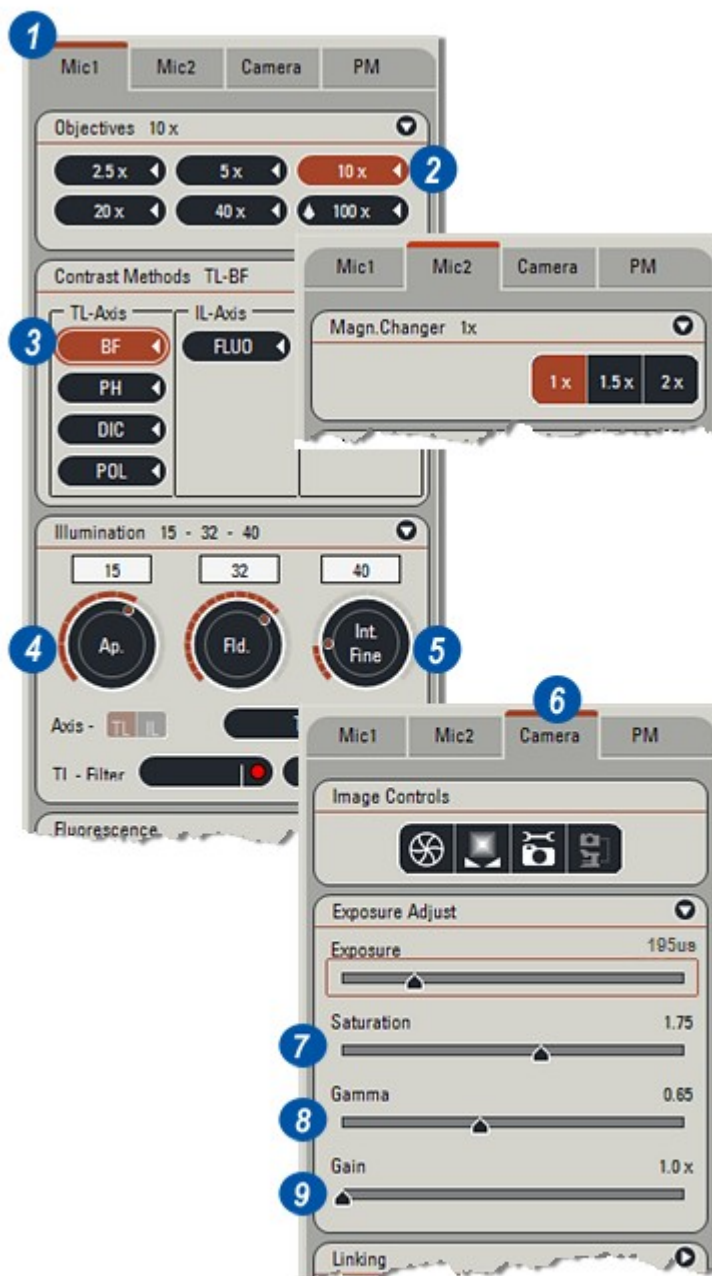 1
Mic1 Mic2 Camera PM
Objectives 10 x
2.5 x 5 x 10 x 2
20 x 40 x 100 x
Contrast Methods TL-BF
TL-Axis IL-Axis
3 BF FLUO
PH
DIC
POL
Mic1 Mic2 Camera PM
Magn.Changer 1x
1 x 1.5 x 2 x
Illumination 15 - 32 - 40
15 32 40
4 Ap. Fld. Int. Fine 5
Axis - TL IL
TL - Filter
Fluorescence
6
Mic1 Mic2 Camera PM
Image Controls
Exposure Adjust
Exposure 195us
Saturation 1.75
7
Gamma 0.65
8
Gain 1.0 x
9
Linking